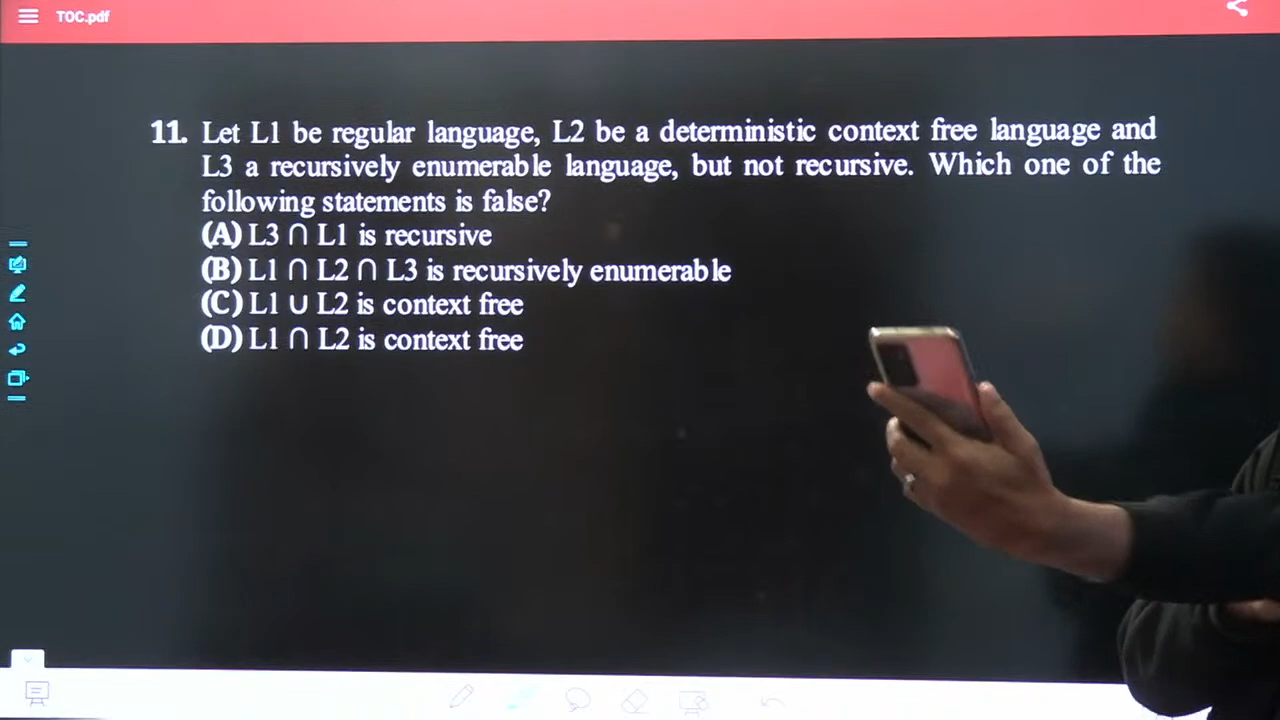 TOC.pdf
11. Let L1 be regular language, L2 be a deterministic context free language and
L3 a recursively enumerable language, but not recursive. Which one of the
following statements is false?
(A) L3 ∩ L1 is recursive
(B) L1 ∩ L2 ∩ L3 is recursively enumerable
(C) L1 ∪ L2 is context free
(D) L1 ∩ L2 is context free